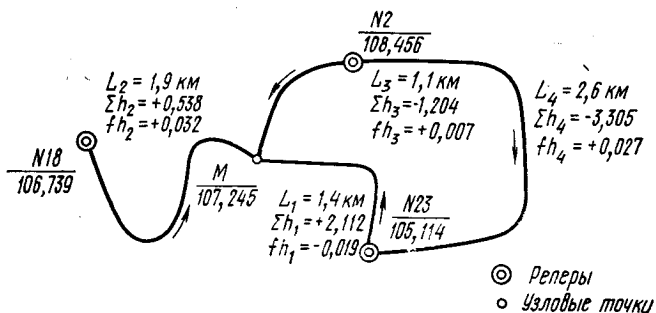 N2
108,456
L2 = 1,9 км
Σh2 = +0,538
fh2 = +0,032
L3 = 1,1 км
Σh3 = -1,204
fh3 = +0,007
L4 = 2,6 км
Σh4 = -3,305
fh4 = +0,027
N18
106,739
M
107,245
L1 = 1,4 км
Σh1 = +2,112
fh1 = -0,019
N23
105,114
Реперы
Узловые точки